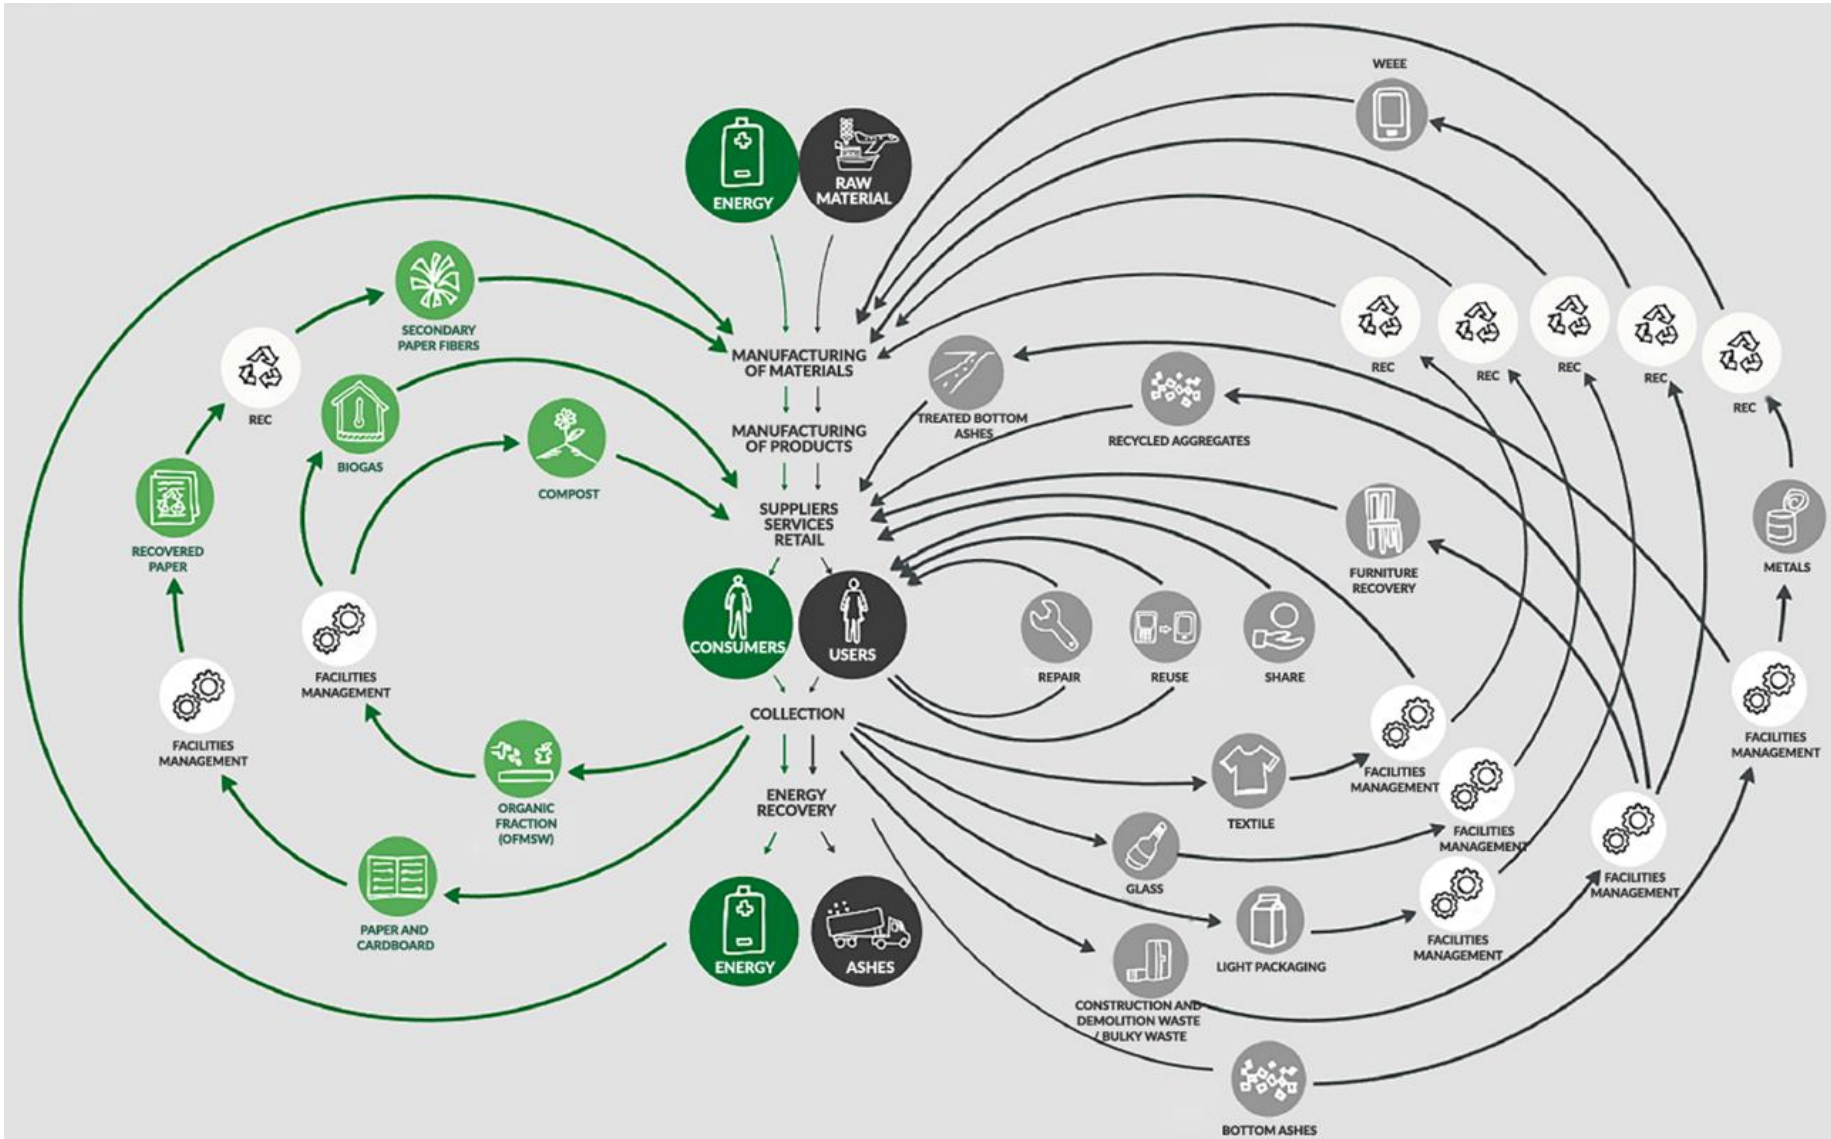 WEEE
ENERGY
RAW
MATERIAL
SECONDARY
PAPER FIBERS
MANUFACTURING
OF MATERIALS
REC
REC
REC
REC
REC
REC
BIOGAS
COMPOST
MANUFACTURING
OF PRODUCTS
TREATED BOTTOM
ASHES
RECYCLED AGGREGATES
SUPPLIERS
SERVICES
RETAIL
RECOVERED
PAPER
FURNITURE
RECOVERY
METALS
CONSUMERS
USERS
REPAIR
REUSE
SHARE
FACILITIES
MANAGEMENT
COLLECTION
FACILITIES
MANAGEMENT
FACILITIES
MANAGEMENT
FACILITIES
MANAGEMENT
ENERGY
RECOVERY
ORGANIC
FRACTION
(OFMSW)
TEXTILE
FACILITIES
MANAGEMENT
GLASS
FACILITIES
MANAGEMENT
PAPER AND
CARDBOARD
FACILITIES
MANAGEMENT
ENERGY
ASHES
LIGHT PACKAGING
CONSTRUCTION AND
DEMOLITION WASTE
/ BULKY WASTE
BOTTOM ASHES